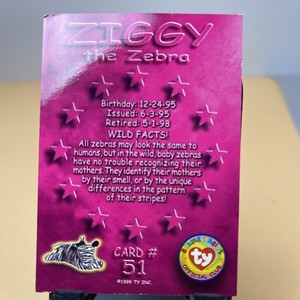 ZIGGY
the Zebra
Birthday: 12-24-95
Issued: 6-3-95
Retired: 5-1-98
WILD FACTS!
All zebras may look the same to
humans, but in the wild, baby zebras
have no trouble recognizing their
mothers. They identify their mothers
by their smell, or by the unique
differences in the pattern
of their stripes!
CARD #
51
©1999 TY INC.
ty
OFFICIAL CLUB